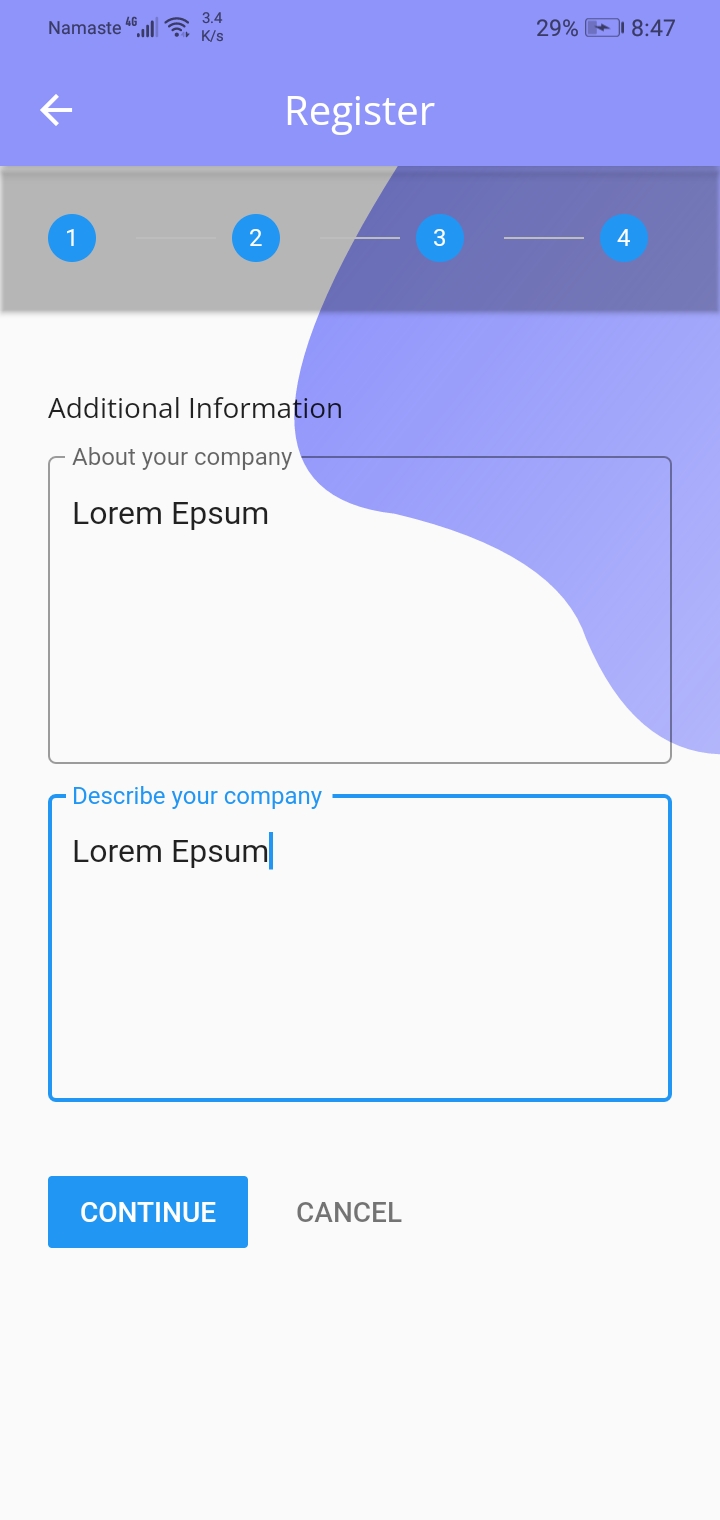 Namaste 4G 3.4 K/s 29% 8:47
Register
1 2 3 4
Additional Information
About your company
Lorem Epsum
Describe your company
Lorem Epsum
CONTINUE CANCEL